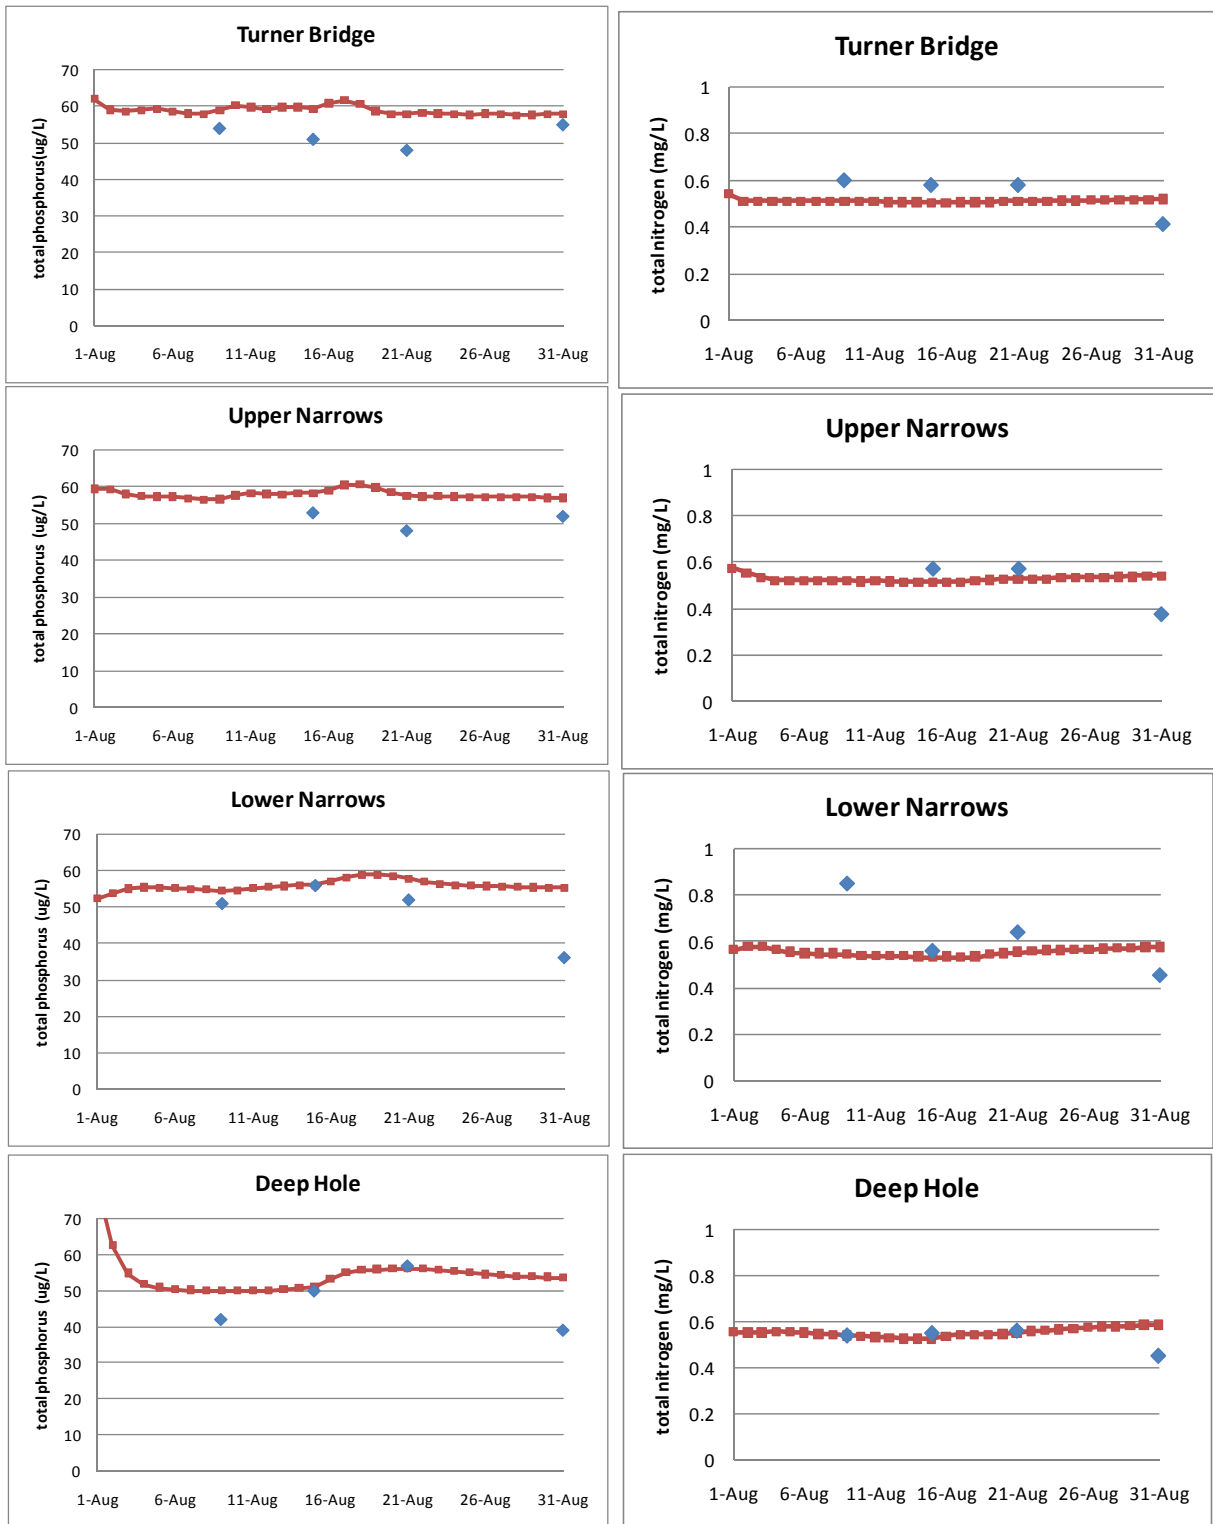 Turner Bridge
total phosphorus(ug/L)
70
60
50
40
30
20
10
0
1-Aug 6-Aug 11-Aug 16-Aug 21-Aug 26-Aug 31-Aug
Turner Bridge
total nitrogen (mg/L)
1
0.8
0.6
0.4
0.2
0
1-Aug 6-Aug 11-Aug 16-Aug 21-Aug 26-Aug 31-Aug
Upper Narrows
total phosphorus (ug/L)
70
60
50
40
30
20
10
0
1-Aug 6-Aug 11-Aug 16-Aug 21-Aug 26-Aug 31-Aug
Upper Narrows
total nitrogen (mg/L)
1
0.8
0.6
0.4
0.2
0
1-Aug 6-Aug 11-Aug 16-Aug 21-Aug 26-Aug 31-Aug
Lower Narrows
total phosphorus (ug/L)
70
60
50
40
30
20
10
0
1-Aug 6-Aug 11-Aug 16-Aug 21-Aug 26-Aug 31-Aug
Lower Narrows
total nitrogen (mg/L)
1
0.8
0.6
0.4
0.2
0
1-Aug 6-Aug 11-Aug 16-Aug 21-Aug 26-Aug 31-Aug
Deep Hole
total phosphorus (ug/L)
70
60
50
40
30
20
10
0
1-Aug 6-Aug 11-Aug 16-Aug 21-Aug 26-Aug 31-Aug
Deep Hole
total nitrogen (mg/L)
1
0.8
0.6
0.4
0.2
0
1-Aug 6-Aug 11-Aug 16-Aug 21-Aug 26-Aug 31-Aug